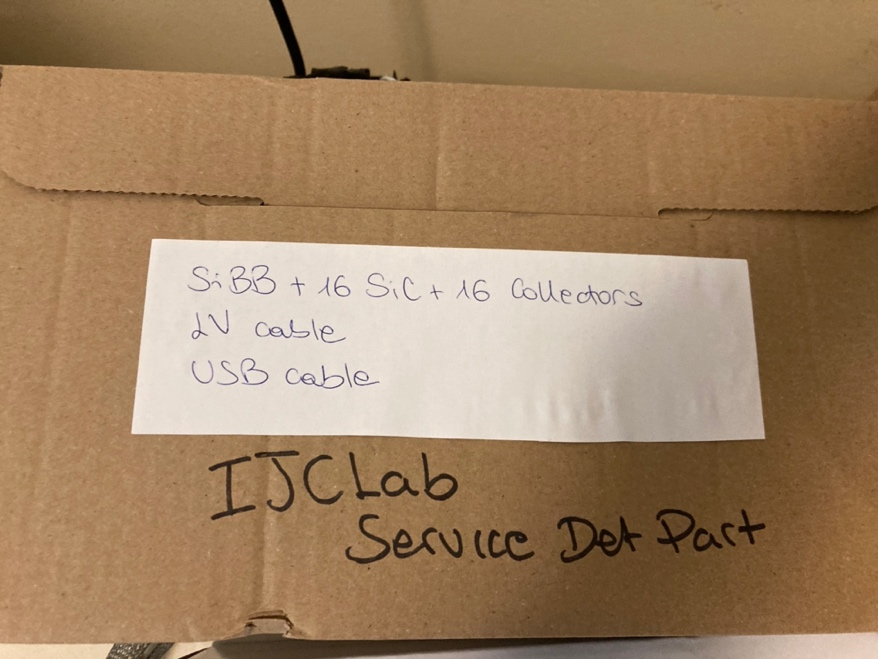 SiBB + 16 SiC + 16 Collectors
LV cable
USB cable
IJCLab
Service Det Part